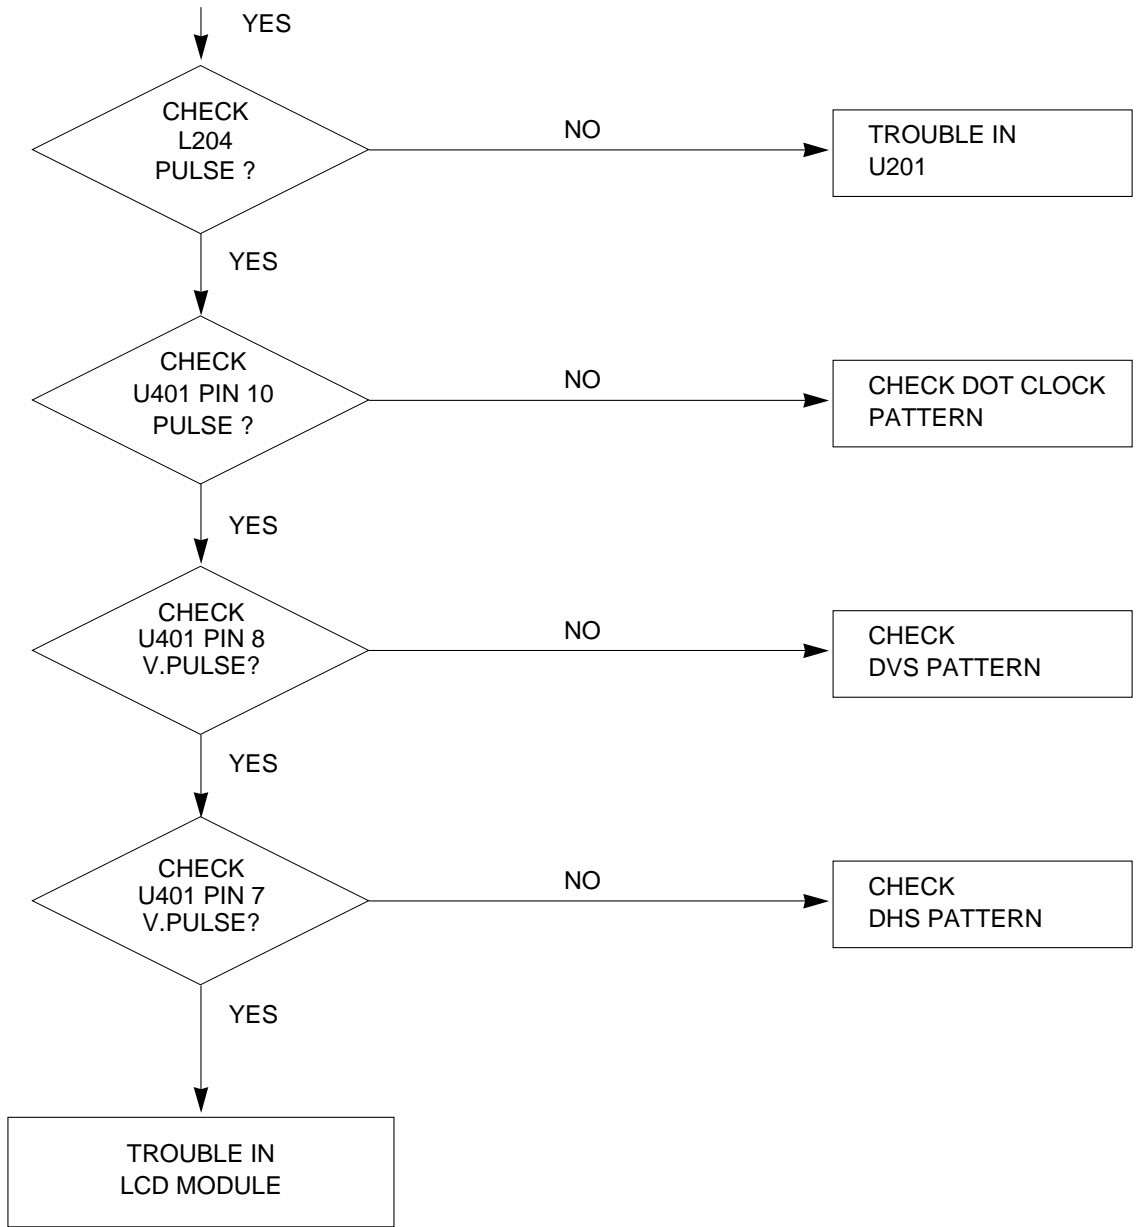 YES
CHECK
L204
PULSE ?
NO
TROUBLE IN
U201
YES
CHECK
U401 PIN 10
PULSE ?
NO
CHECK DOT CLOCK
PATTERN
YES
CHECK
U401 PIN 8
V.PULSE?
NO
CHECK
DVS PATTERN
YES
CHECK
U401 PIN 7
V.PULSE?
NO
CHECK
DHS PATTERN
YES
TROUBLE IN
LCD MODULE